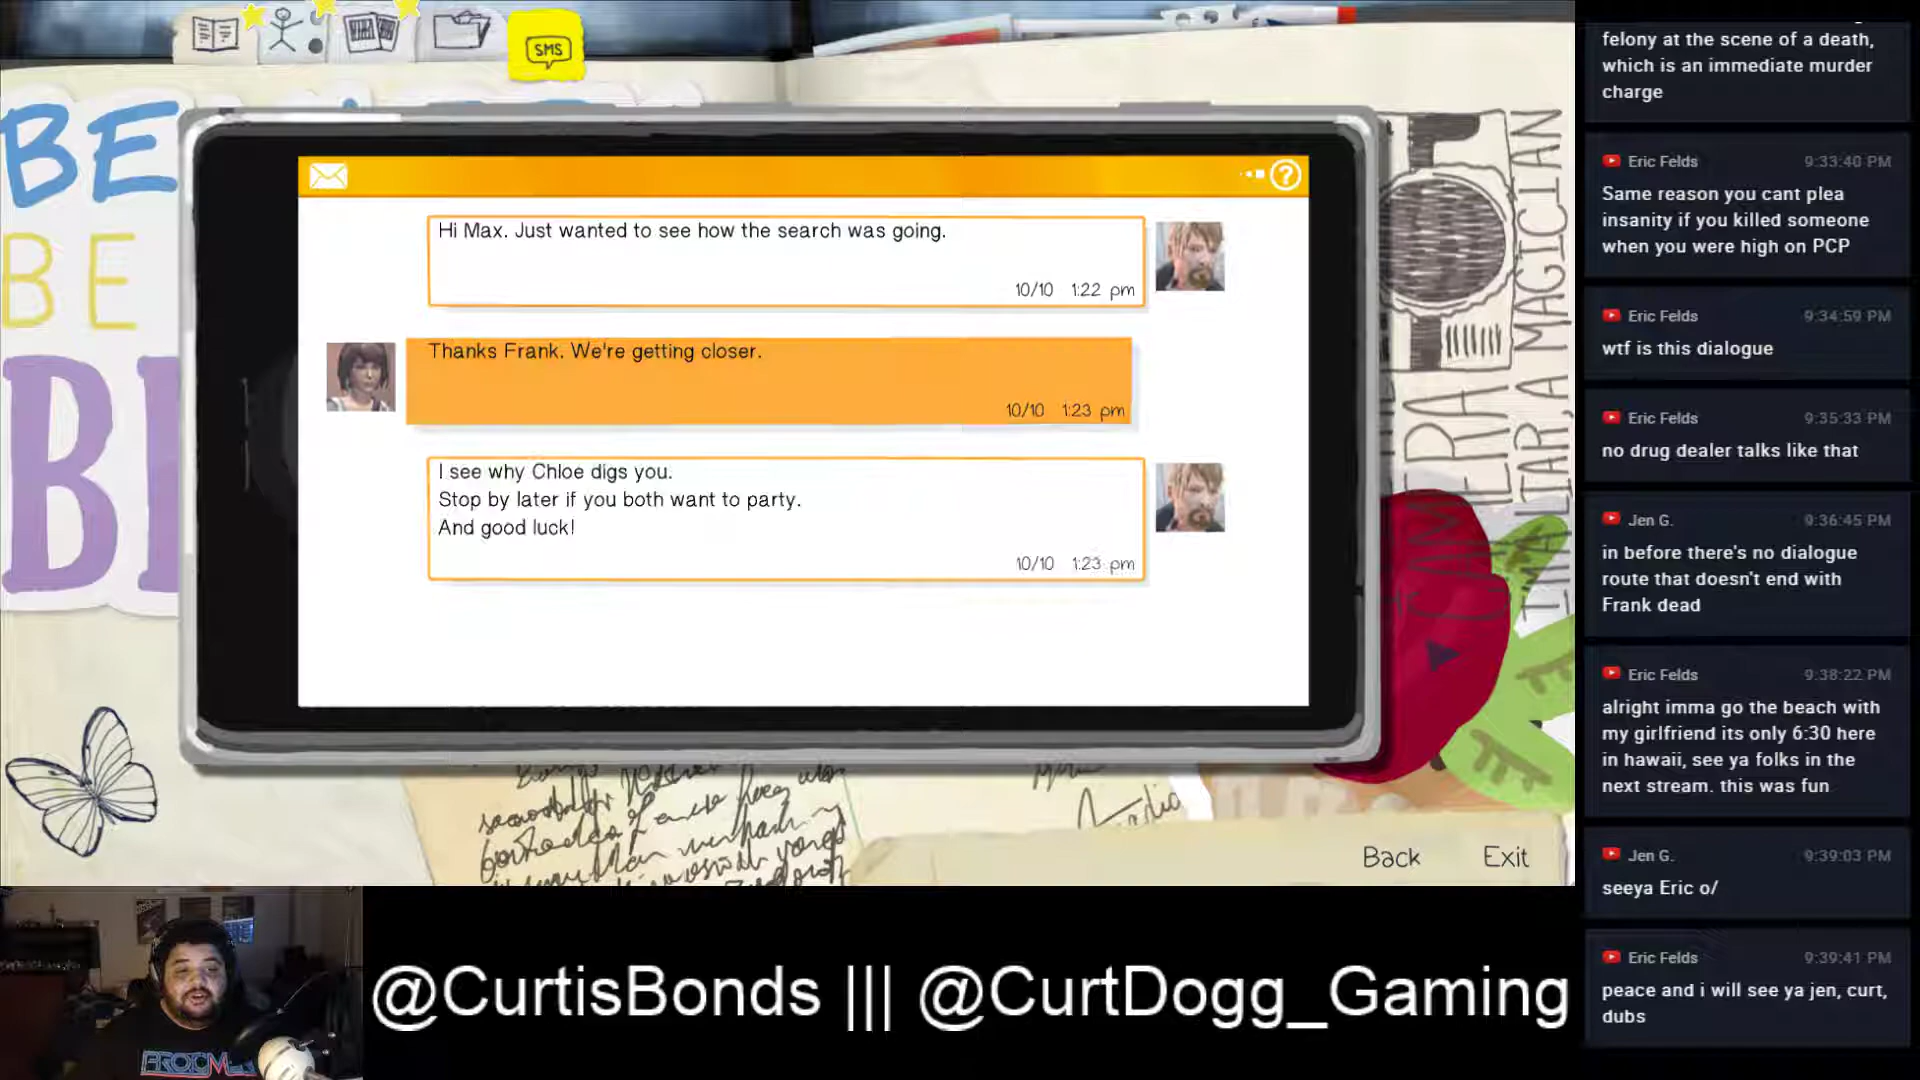 SMS
BE
BE
Hi Max. Just wanted to see how the search was going.
10/10 1:22 pm
Thanks Frank. We're getting closer.
10/10 1:23 pm
I see why Chloe digs you.
Stop by later if you both want to party.
And good luck!
10/10 1:23 pm
?
LIAR, A MAGICIAN
Back
Exit
@CurtisBonds ||| @CurtDogg_Gaming
felony at the scene of a death,
which is an immediate murder
charge
Eric Felds 9:33:40 PM
Same reason you cant plea
insanity if you killed someone
when you were high on PCP
Eric Felds 9:34:59 PM
wtf is this dialogue
Eric Felds 9:35:33 PM
no drug dealer talks like that
Jen G. 9:36:45 PM
in before there's no dialogue
route that doesn't end with
Frank dead
Eric Felds 9:38:22 PM
alright imma go the beach with
my girlfriend its only 6:30 here
in hawaii, see ya folks in the
next stream. this was fun
Jen G. 9:39:03 PM
seeya Eric o/
Eric Felds 9:39:41 PM
peace and i will see ya jen, curt,
dubs